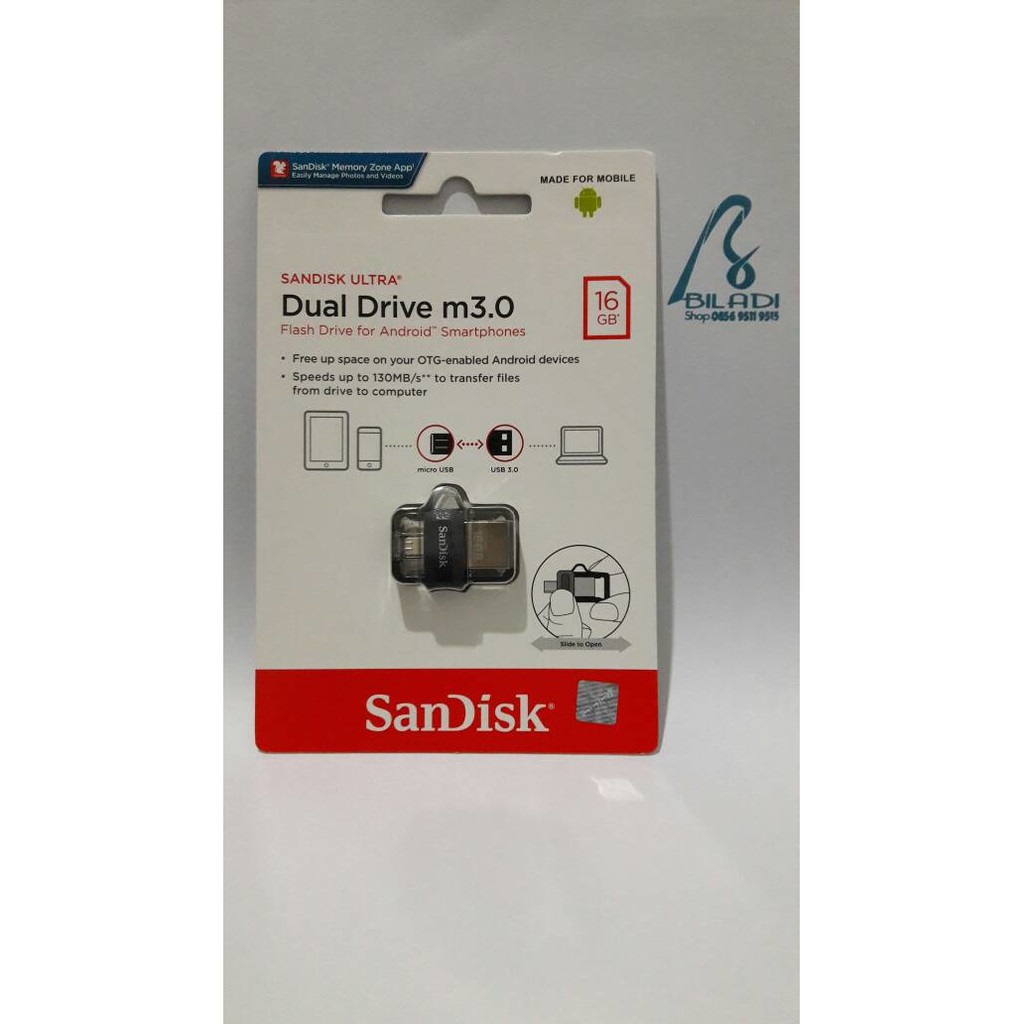 SanDisk® Memory Zone App¹
Easily Manage Photos and Videos
MADE FOR MOBILE
SANDISK ULTRA®
Dual Drive m3.0
Flash Drive for Android™ Smartphones
16
GB*
• Free up space on your OTG-enabled Android devices
• Speeds up to 130MB/s** to transfer files
from drive to computer
micro USB
USB 3.0
SanDisk
Slide to Open
SanDisk®
BILADI
Shop 0856 9511 9515